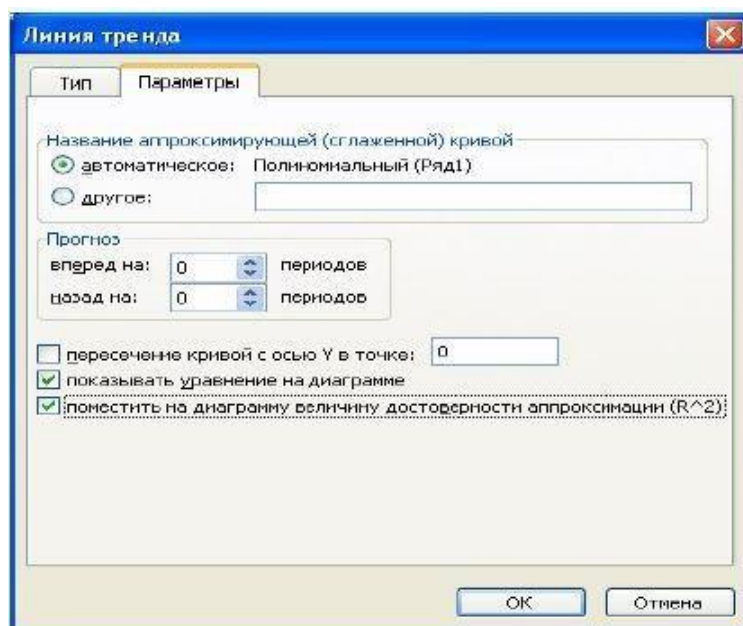 Линия тренда
Тип Параметры
Название аппроксимирующей (сглаженной) кривой
автоматическое: Полиномиальный (Ряд1)
другое:
Прогноз
вперед на: 0 периодов
назад на: 0 периодов
пересечение кривой с осью Y в точке: 0
показывать уравнение на диаграмме
поместить на диаграмму величину достоверности аппроксимации (R^2)
ОК Отмена